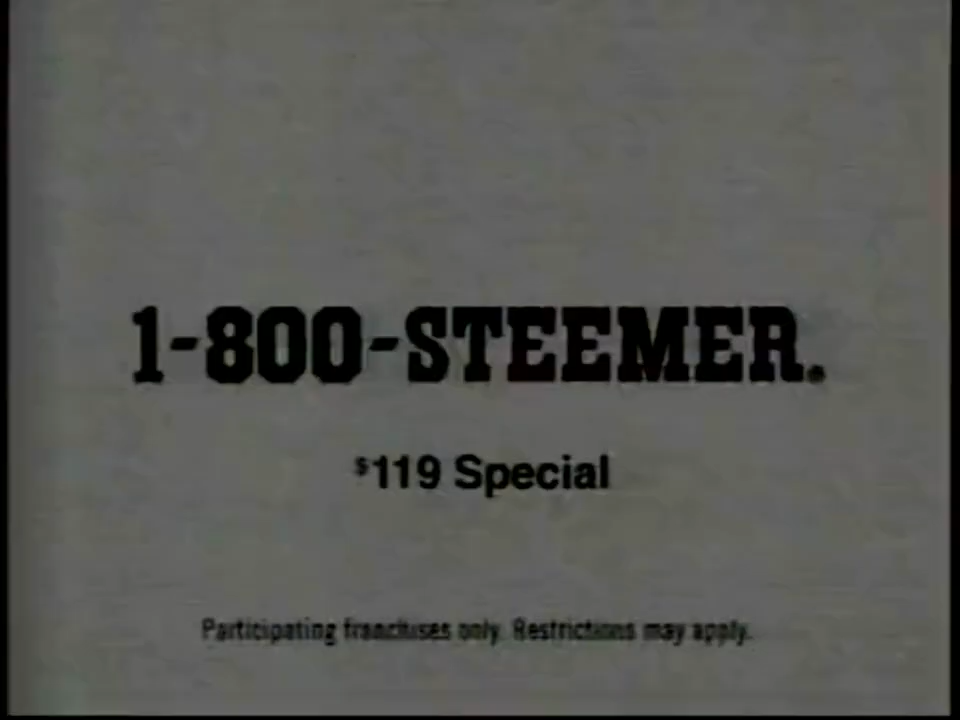 1-800-STEEMER.
$119 Special
Participating franchises only. Restrictions may apply.